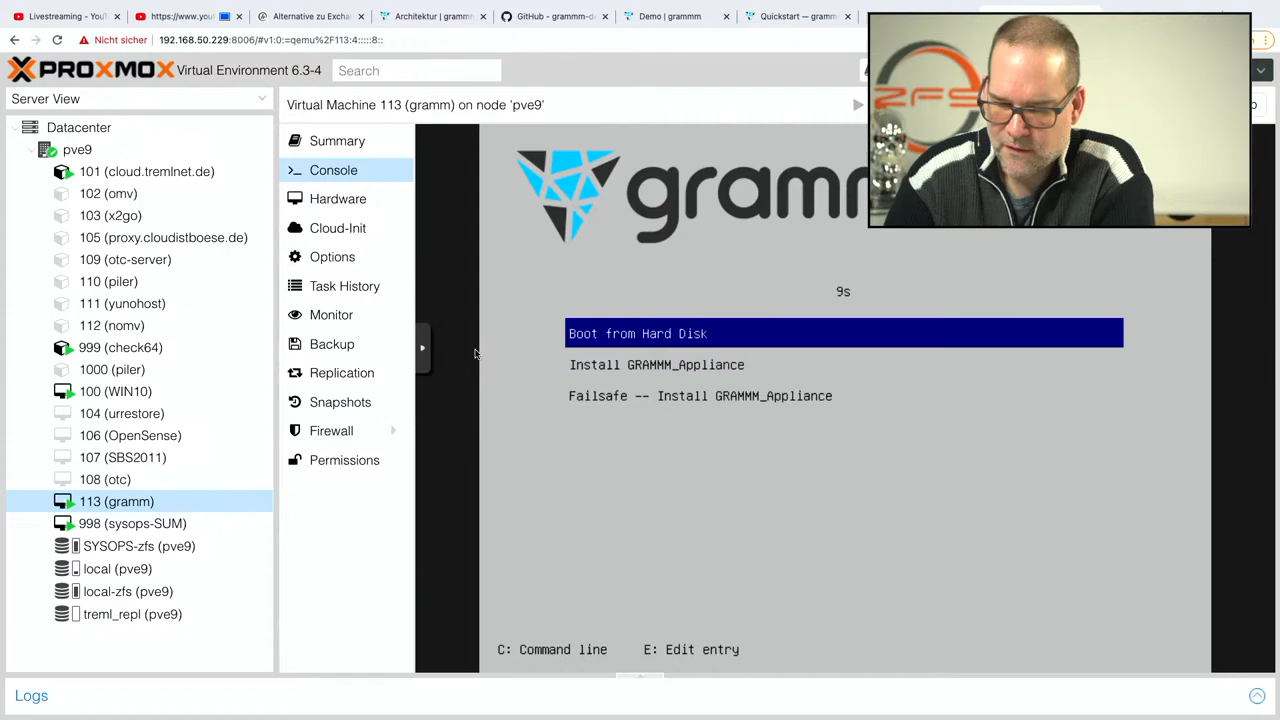 Livestreaming - YouT
https://www.you
Alternative zu Excha
Architektur | gramm
GitHub - grammm-d
Demo | grammm
Quickstart — gramm
Nicht sicher
192.168.50.229:8006/#v1:0:=qemu%2F113:4:::::8::
PROXMOX Virtual Environment 6.3-4
Search
Server View
Virtual Machine 113 (gramm) on node 'pve9'
Datacenter
pve9
101 (cloud.tremlnet.de)
102 (omv)
103 (x2go)
105 (proxy.cloudistboese.de)
109 (otc-server)
110 (piler)
111 (yunohost)
112 (nomv)
999 (check64)
1000 (piler)
100 (WIN10)
104 (urrestore)
106 (OpenSense)
107 (SBS2011)
108 (otc)
113 (gramm)
998 (sysops-SUM)
SYSOPS-zfs (pve9)
local (pve9)
local-zfs (pve9)
treml_repl (pve9)
Summary
Console
Hardware
Cloud-Init
Options
Task History
Monitor
Backup
Replication
Snapshots
Firewall
Permissions
gramm
ZFS
9s
Boot from Hard Disk
Install GRAMMM_Appliance
Failsafe -- Install GRAMMM_Appliance
C: Command line E: Edit entry
Logs